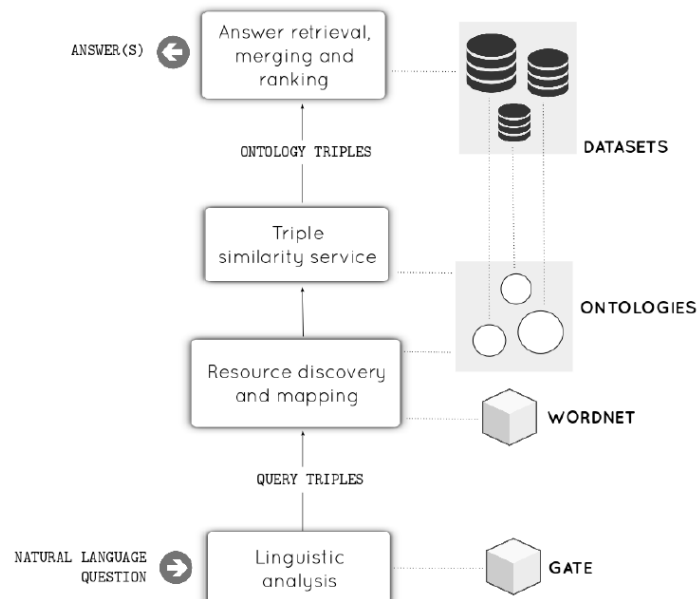 Answer retrieval,
merging and
ranking
ANSWER(S)
DATASETS
ONTOLOGY TRIPLES
Triple
similarity service
ONTOLOGIES
Resource discovery
and mapping
WORDNET
QUERY TRIPLES
NATURAL LANGUAGE
QUESTION
Linguistic
analysis
GATE